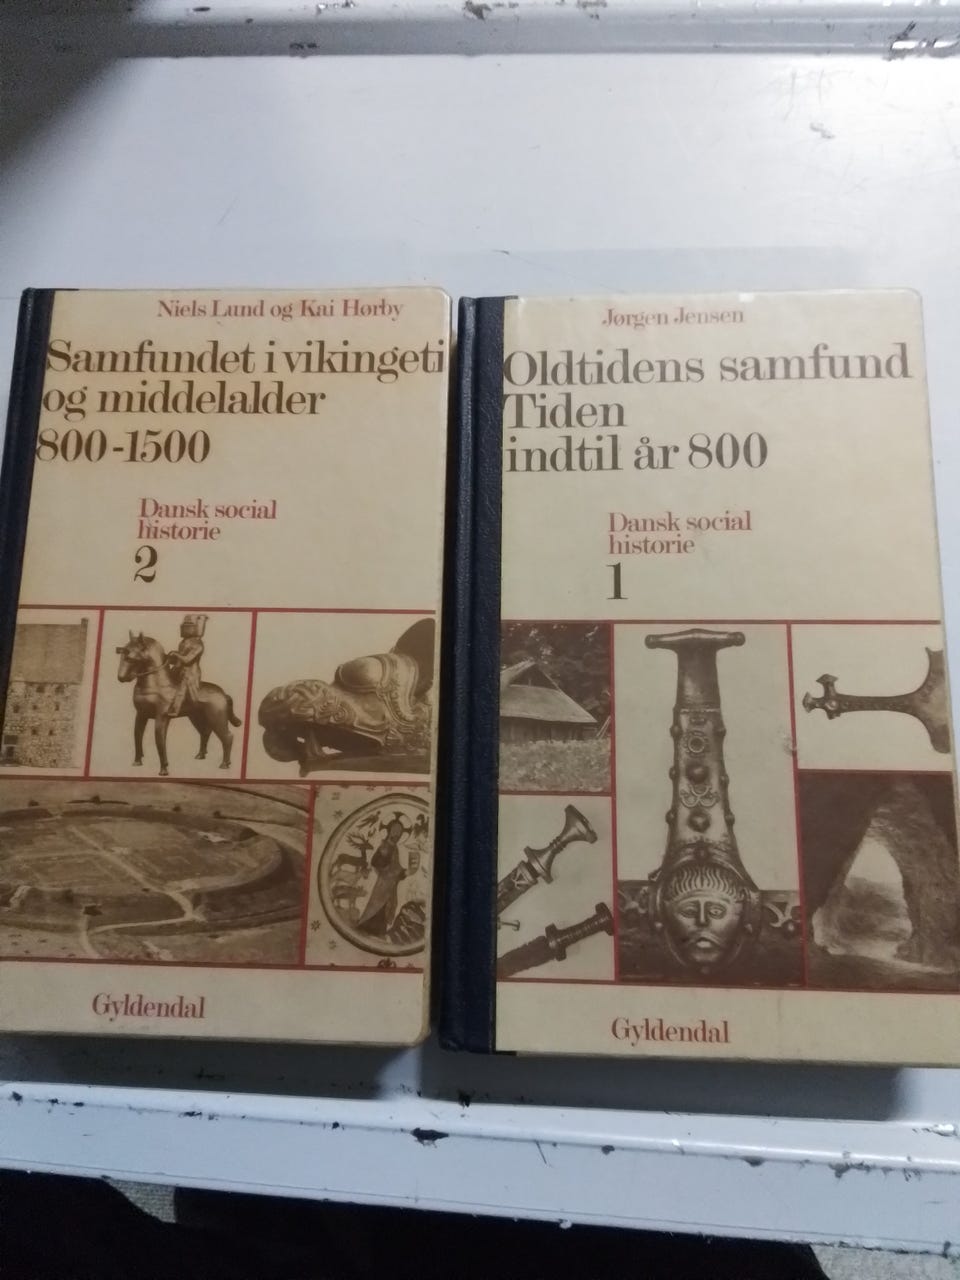 Niels Lund og Kai Hørby
Samfundet i vikingeti
og middelalder
800-1500
Dansk social
historie
2
Gyldendal
Jørgen Jensen
Oldtidens samfund
Tiden
indtil år 800
Dansk social
historie
1
Gyldendal